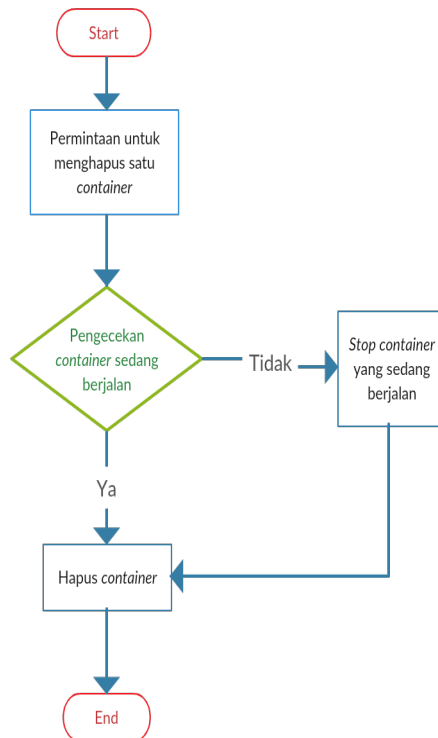 Start
Permintaan untuk
menghapus satu
container
Pengecekan
container sedang
berjalan
Tidak
Stop container
yang sedang
berjalan
Ya
Hapus container
End